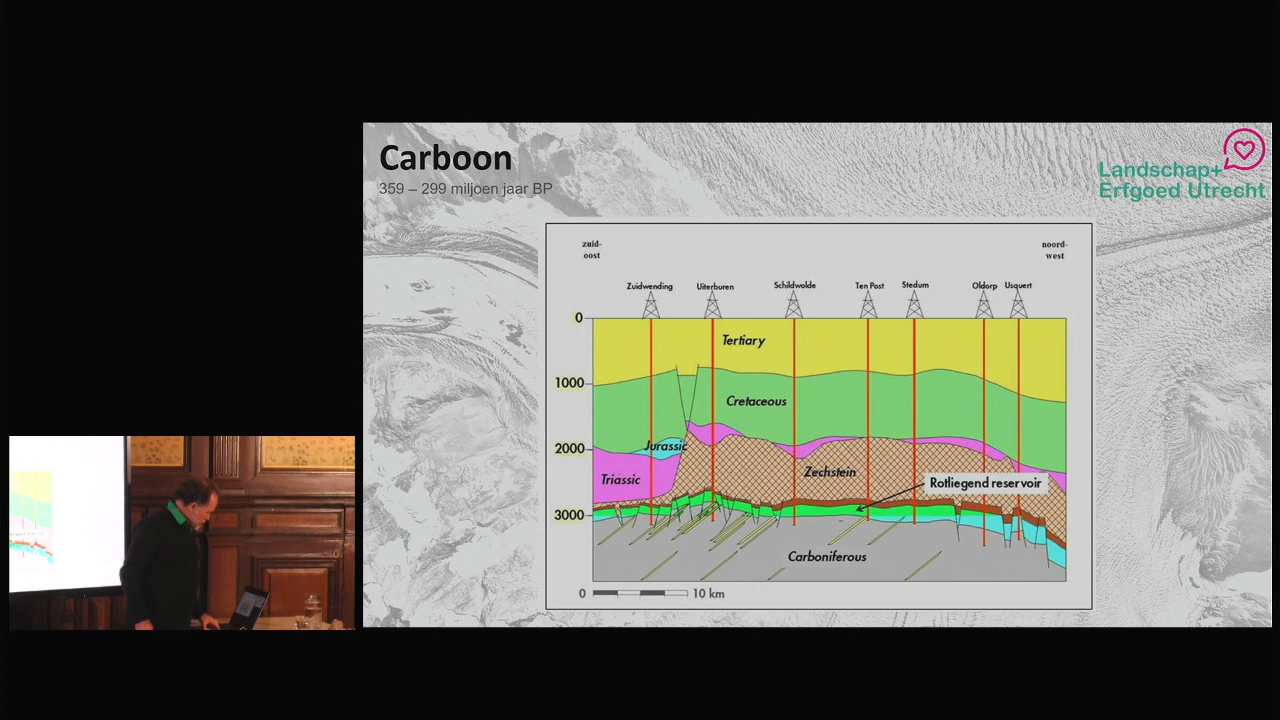 Carboon
359 – 299 miljoen jaar BP
Landschap+
Erfgoed Utrecht
zuid-
oost
noord-
west
Zuidwending
Uiterburen
Schildwolde
Ten Post
Stedum
Oldorp
Usquert
0
Tertiary
1000
Cretaceous
2000
Jurassic
Triassic
Zechstein
Rotliegend reservoir
3000
Carboniferous
0
10 km